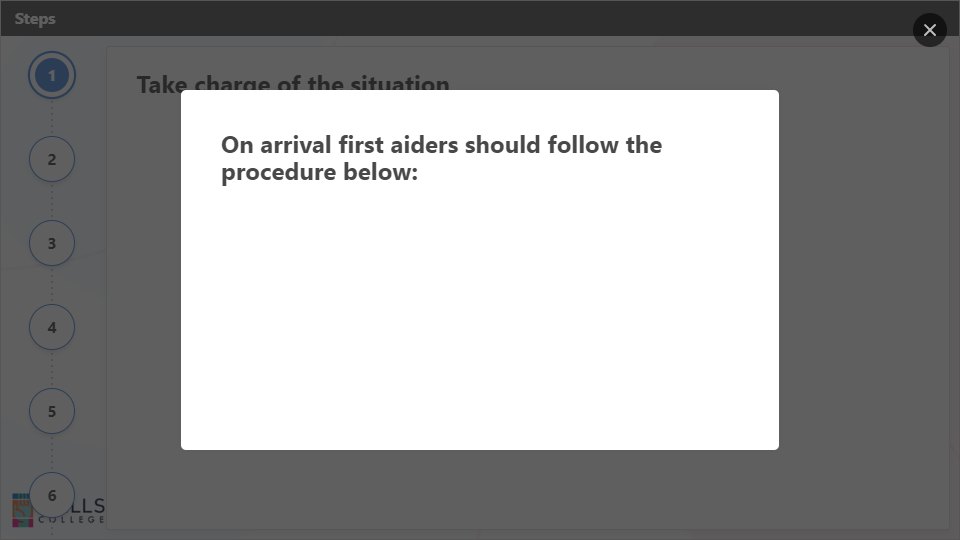 Steps
1
Take charge of the situation
On arrival first aiders should follow the
procedure below:
2
3
4
5
6
LLS
COLLEGE